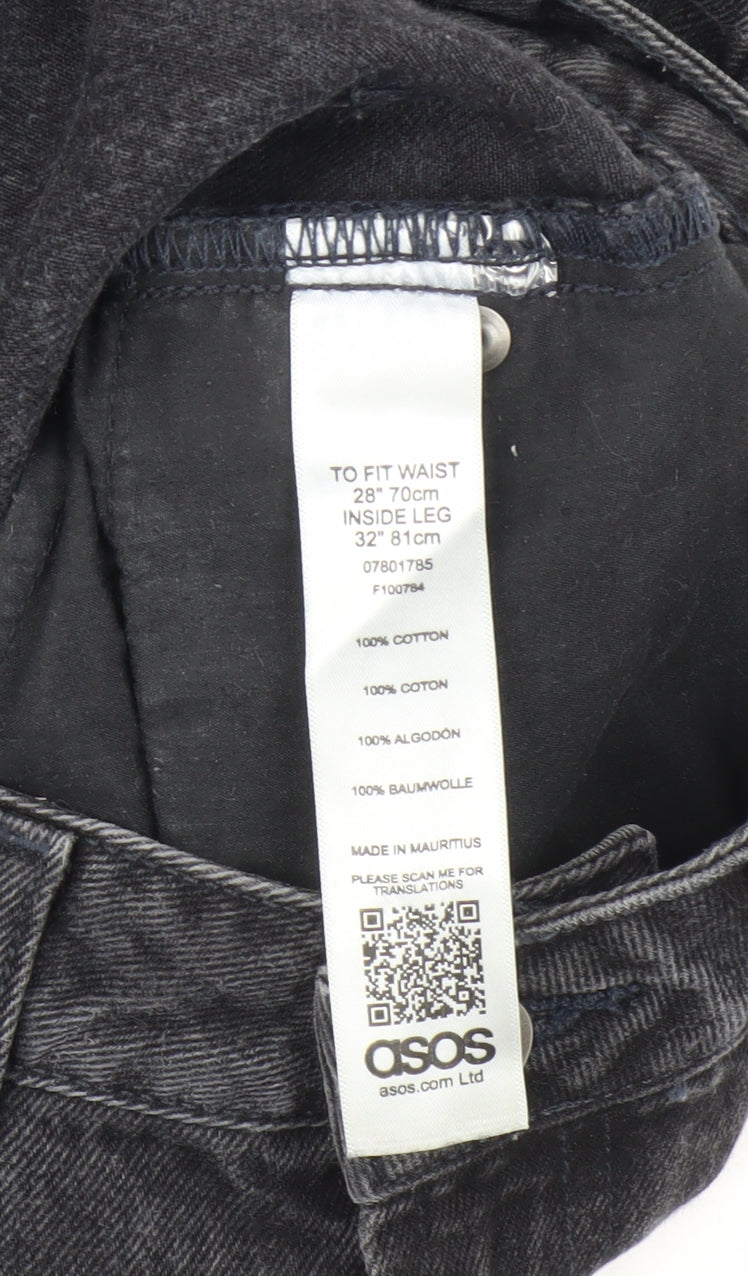 TO FIT WAIST
28" 70cm
INSIDE LEG
32" 81cm
07801785
F100784
100% COTTON
100% COTON
100% ALGODÓN
100% BAUMWOLLE
MADE IN MAURITIUS
PLEASE SCAN ME FOR
TRANSLATIONS
asos
asos.com Ltd